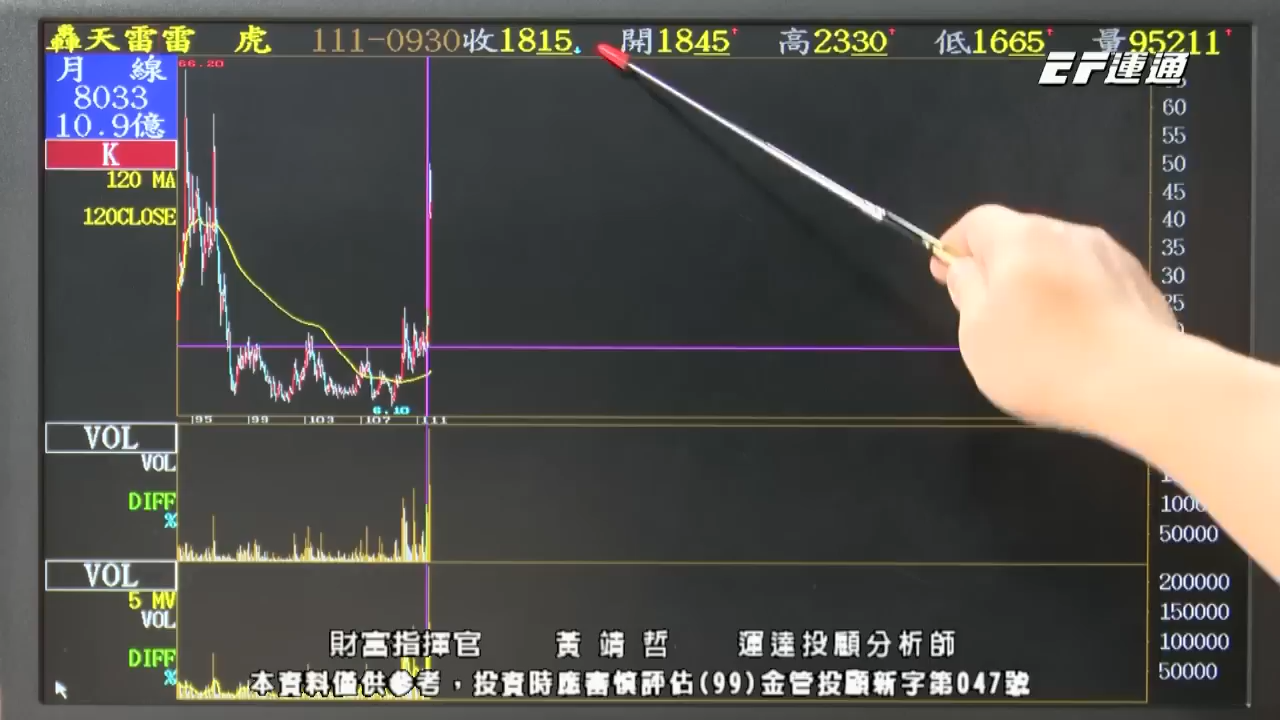 轟天雷雷 虎 111-0930收1815 開1845 高2330 低1665 量95211
EF運通
月 線
8033
10.9億
K
120 MA
120CLOSE
66.20
60
55
50
45
40
35
30
25
6.10
95 99 103 107 111
VOL
VOL
DIFF
%
50000
VOL
5 MV
VOL
DIFF
%
200000
150000
100000
50000
財富指揮官 黃靖哲 運達投顧分析師
本資料僅供參考，投資時應審慎評估(99)金管投顧新字第047號